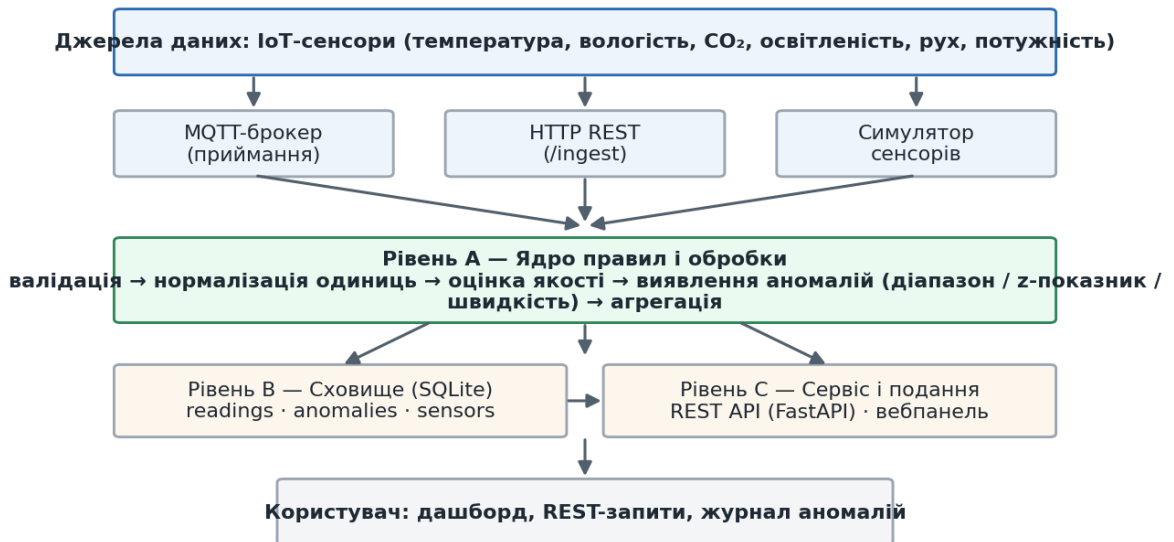 Джерела даних: IoT-сенсори (температура, вологість, CO₂, освітленість, рух, потужність)
MQTT-брокер
(приймання)
HTTP REST
(/ingest)
Симулятор
сенсорів
Рівень A — Ядро правил і обробки
валідація → нормалізація одиниць → оцінка якості → виявлення аномалій (діапазон / z-показник /
швидкість) → агрегація
Рівень B — Сховище (SQLite)
readings · anomalies · sensors
Рівень C — Сервіс і подання
REST API (FastAPI) · вебпанель
Користувач: дашборд, REST-запити, журнал аномалій